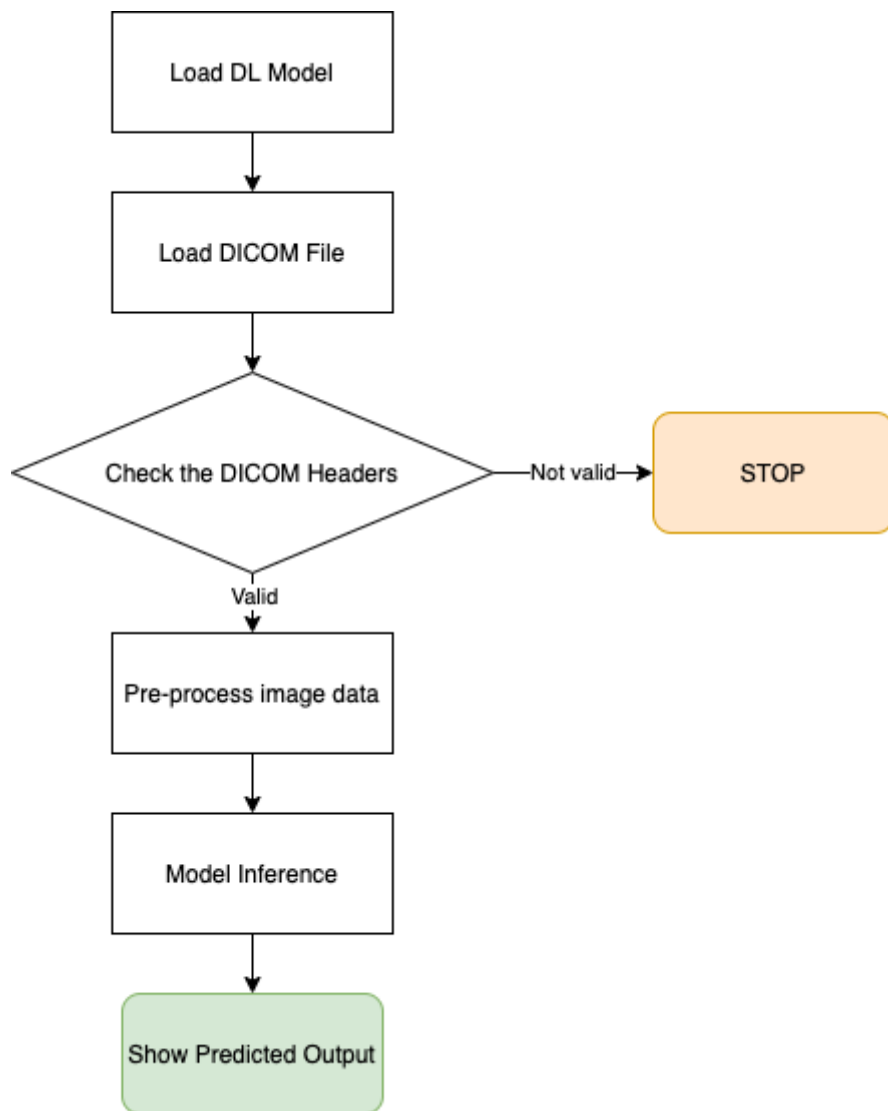 Load DL Model
Load DICOM File
Check the DICOM Headers
Not valid
STOP
Valid
Pre-process image data
Model Inference
Show Predicted Output